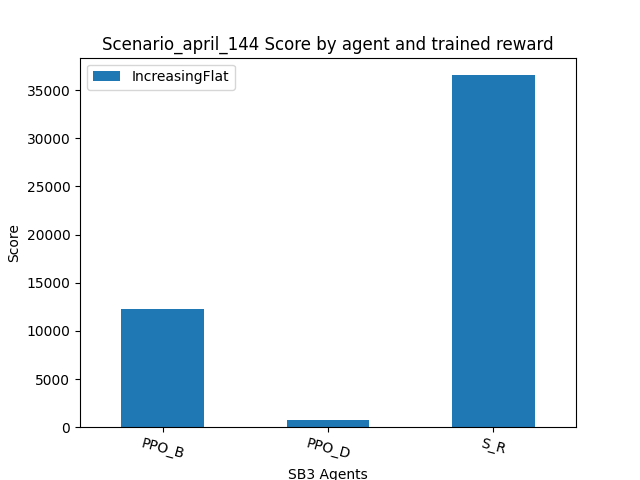 Scenario_april_144 Score by agent and trained reward
IncreasingFlat
35000
30000
25000
20000
15000
10000
5000
0
Score
PPO_B
PPO_D
S_R
SB3 Agents